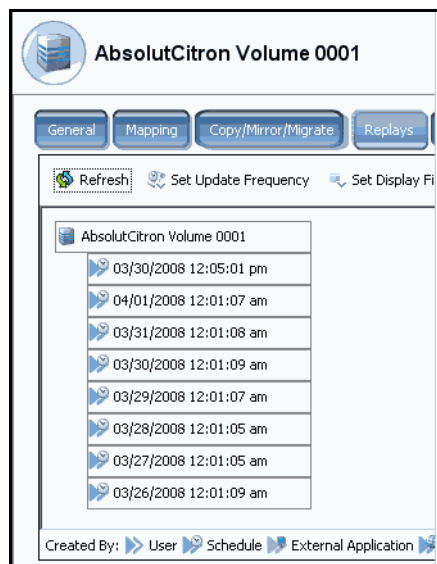 AbsolutCitron Volume 0001
General Mapping Copy/Mirror/Migrate Replays
Refresh Set Update Frequency Set Display Fi
AbsolutCitron Volume 0001
03/30/2008 12:05:01 pm
04/01/2008 12:01:07 am
03/31/2008 12:01:08 am
03/30/2008 12:01:09 am
03/29/2008 12:01:07 am
03/28/2008 12:01:05 am
03/27/2008 12:01:05 am
03/26/2008 12:01:09 am
Created By: User Schedule External Application